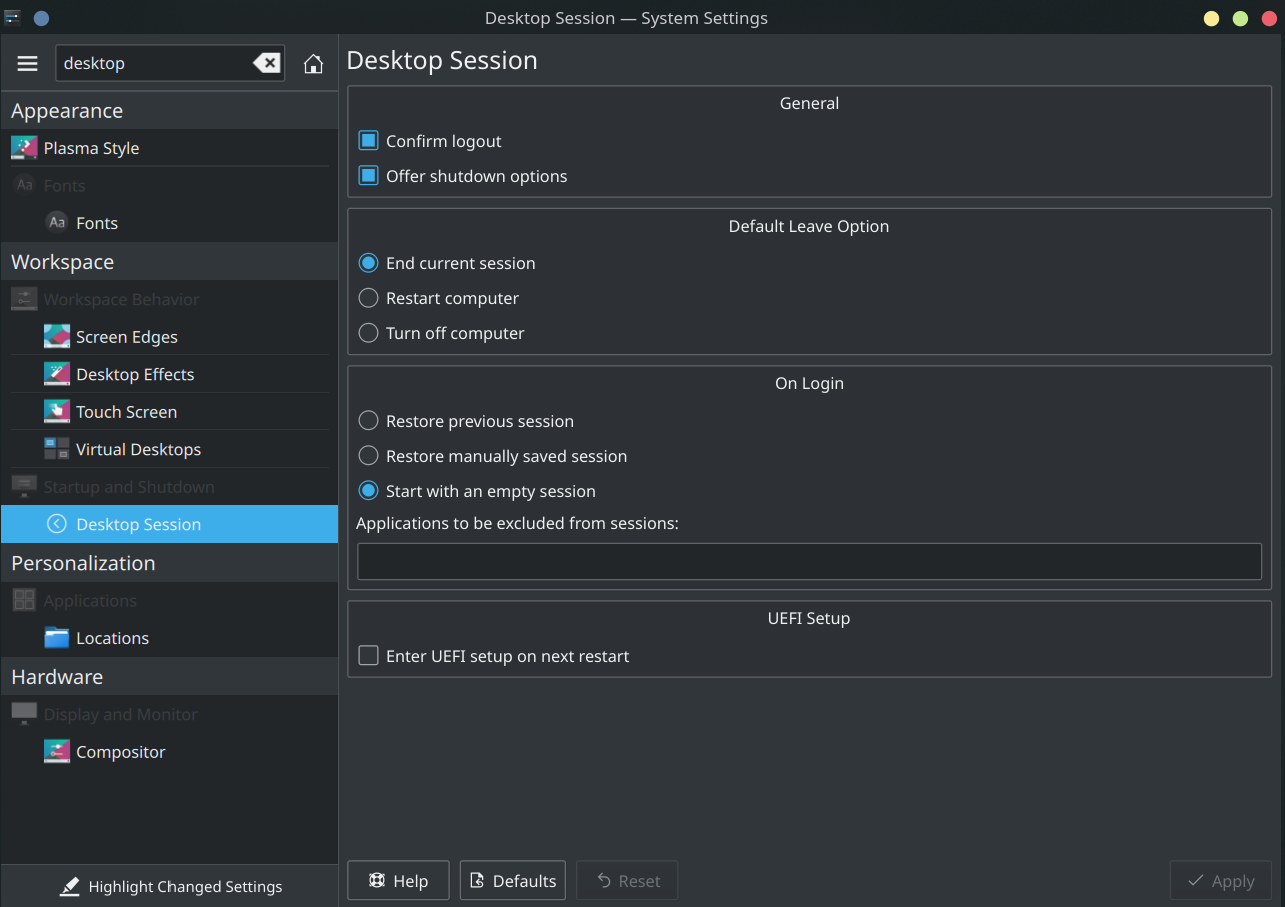 Desktop Session — System Settings
desktop
Appearance
Plasma Style
Aa Fonts
Aa Fonts
Workspace
Workspace Behavior
Screen Edges
Desktop Effects
Touch Screen
Virtual Desktops
Startup and Shutdown
Desktop Session
Personalization
Applications
Locations
Hardware
Display and Monitor
Compositor
Highlight Changed Settings
Desktop Session
General
Confirm logout
Offer shutdown options
Default Leave Option
End current session
Restart computer
Turn off computer
On Login
Restore previous session
Restore manually saved session
Start with an empty session
Applications to be excluded from sessions:
UEFI Setup
Enter UEFI setup on next restart
Help
Defaults
Reset
Apply